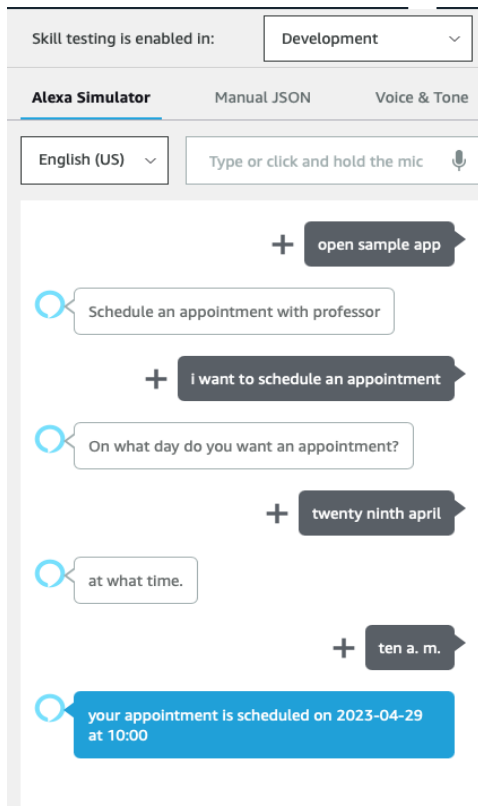 Skill testing is enabled in: Development
Alexa Simulator Manual JSON Voice & Tone
English (US) Type or click and hold the mic
open sample app
Schedule an appointment with professor
i want to schedule an appointment
On what day do you want an appointment?
twenty ninth april
at what time.
ten a. m.
your appointment is scheduled on 2023-04-29
at 10:00